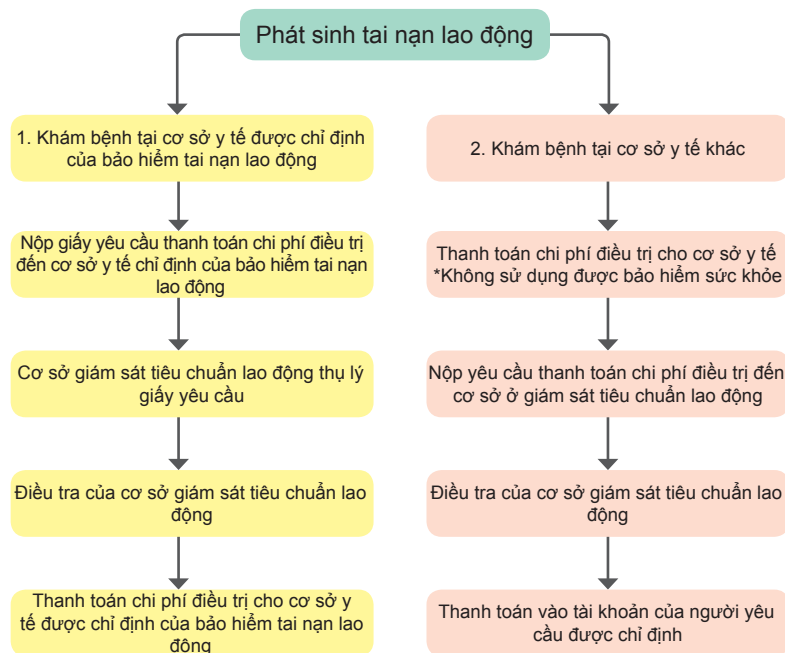 Phát sinh tai nạn lao động
1. Khám bệnh tại cơ sở y tế được chỉ định
của bảo hiểm tai nạn lao động
Nộp giấy yêu cầu thanh toán chi phí điều trị
đến cơ sở y tế chỉ định của bảo hiểm tai nạn
lao động
Cơ sở giám sát tiêu chuẩn lao động thụ lý
giấy yêu cầu
Điều tra của cơ sở giám sát tiêu chuẩn lao
động
Thanh toán chi phí điều trị cho cơ sở y
tế được chỉ định của bảo hiểm tai nạn lao
động
2. Khám bệnh tại cơ sở y tế khác
Thanh toán chi phí điều trị cho cơ sở y tế
*Không sử dụng được bảo hiểm sức khỏe
Nộp yêu cầu thanh toán chi phí điều trị đến
cơ sở ở giám sát tiêu chuẩn lao động
Điều tra của cơ sở giám sát tiêu chuẩn lao
động
Thanh toán vào tài khoản của người yêu
cầu được chỉ định